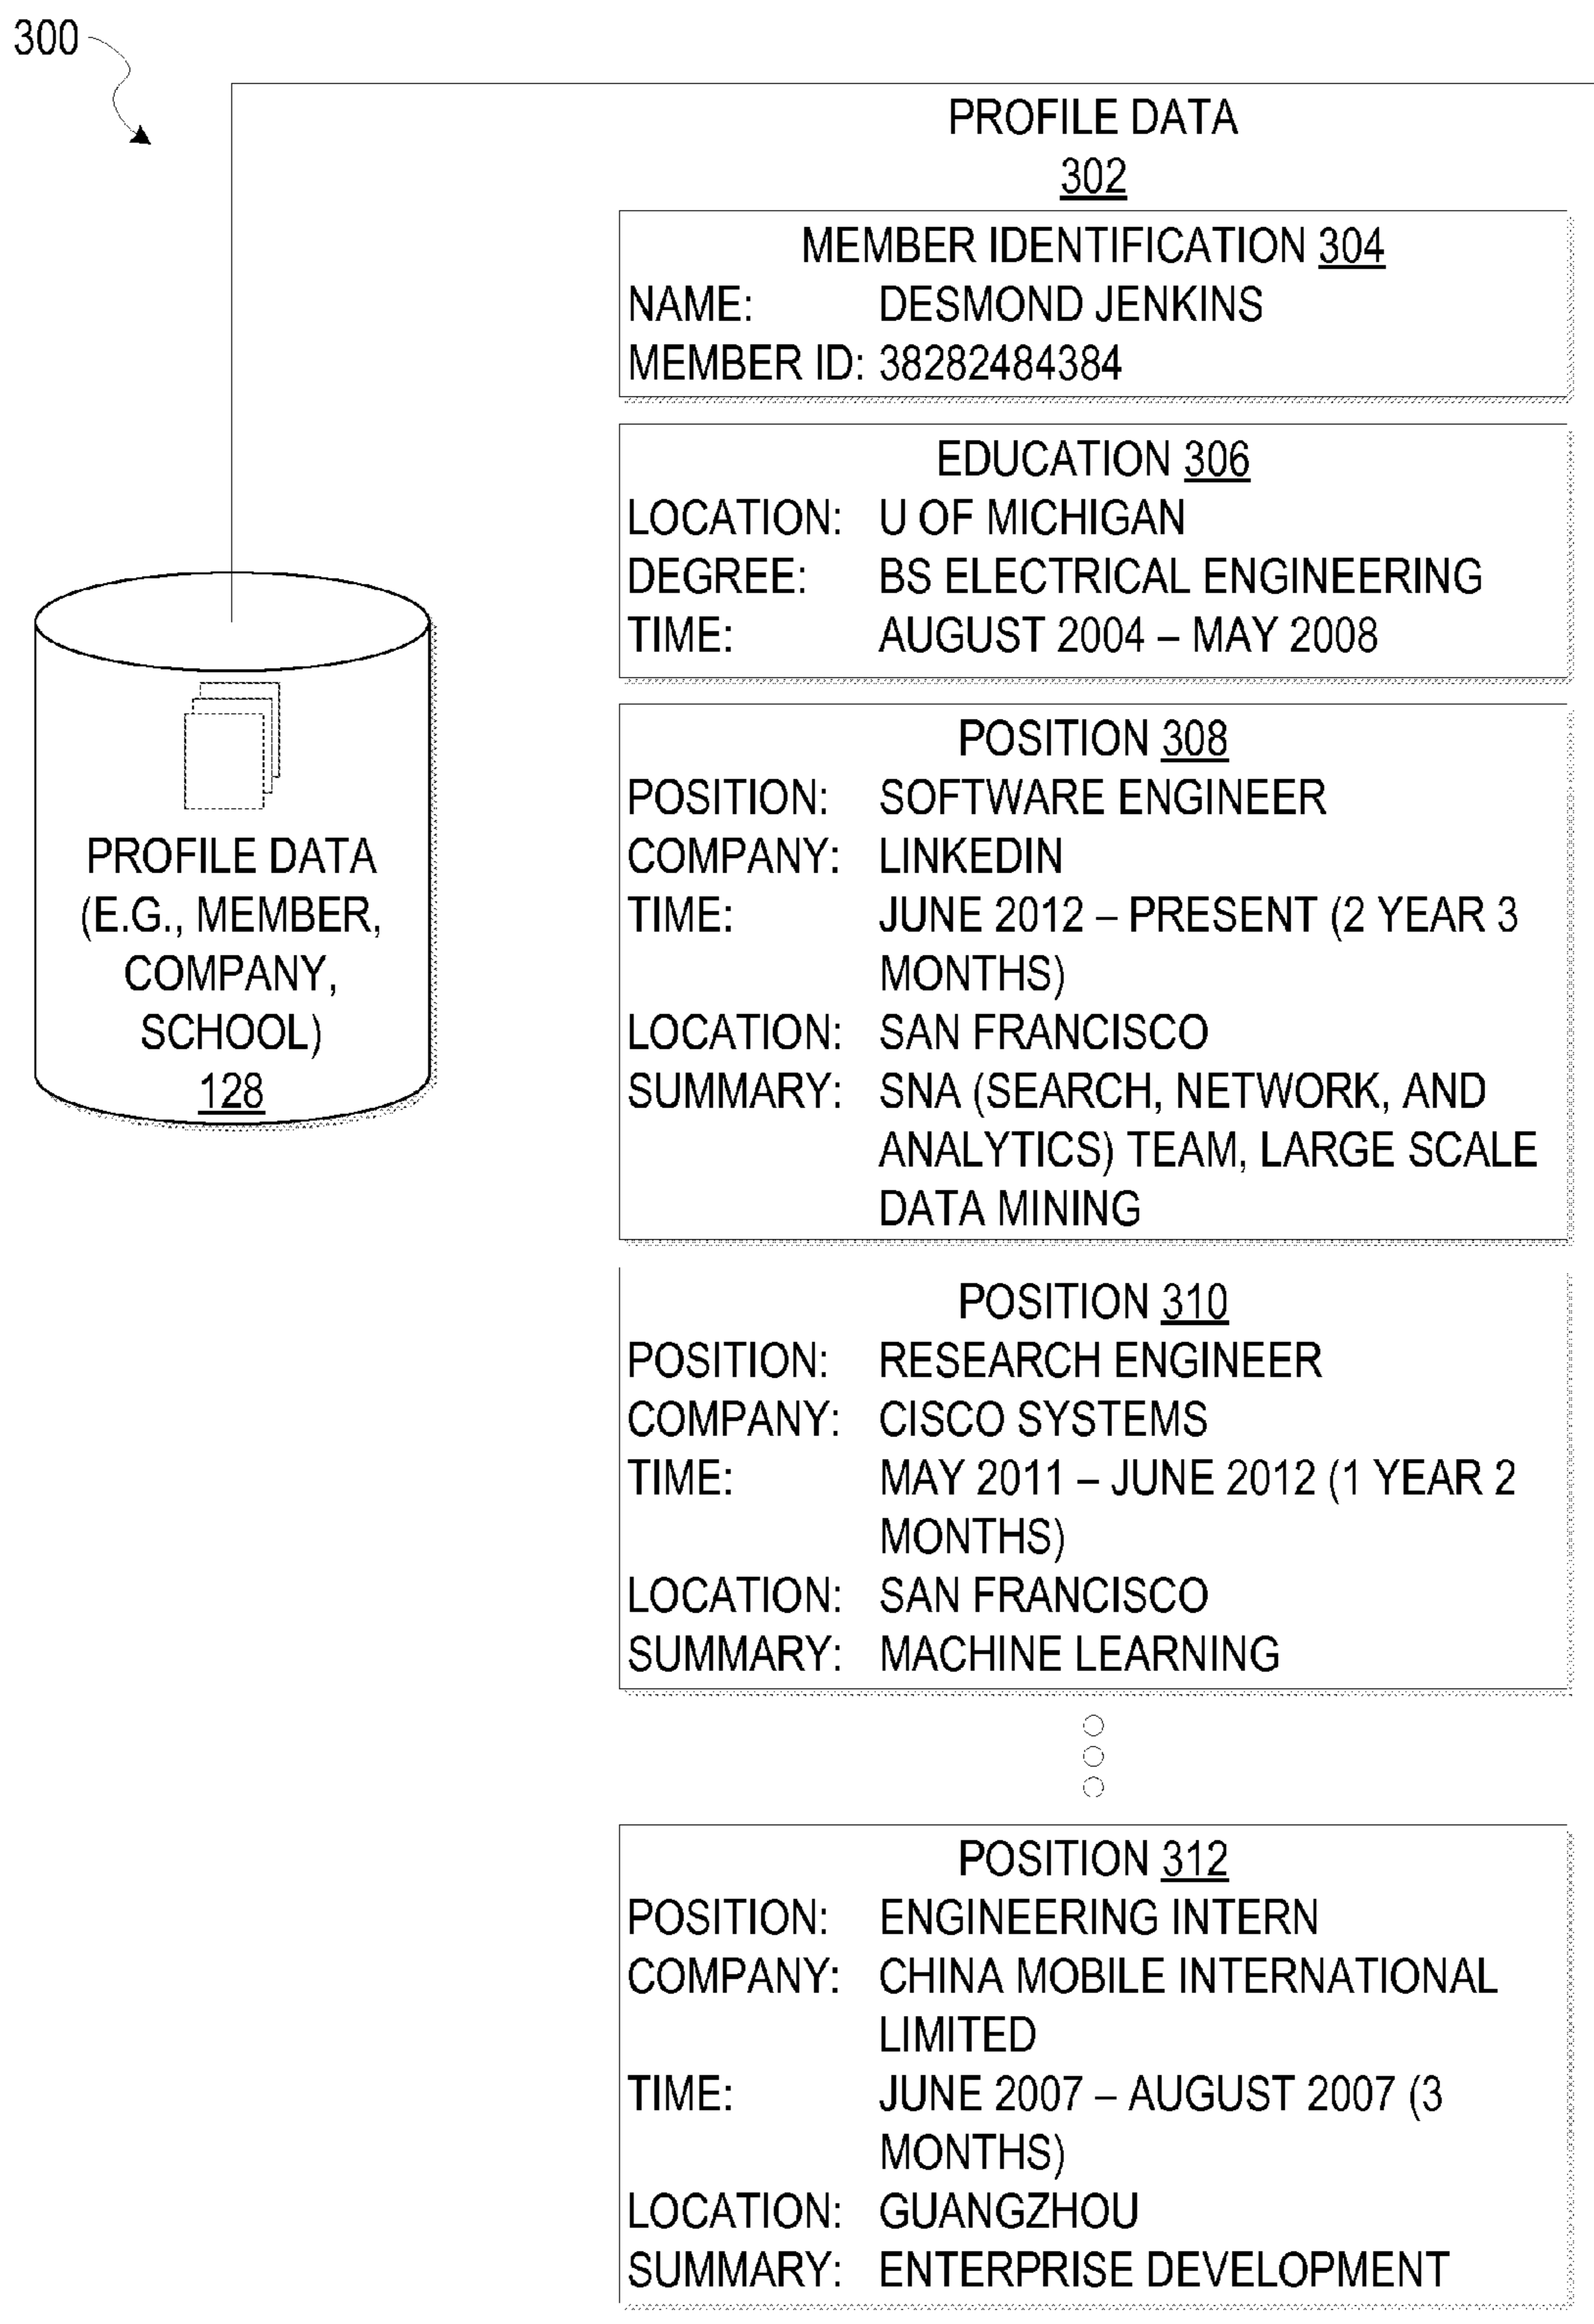 300
PROFILE DATA
302
MEMBER IDENTIFICATION 304
NAME: DESMOND JENKINS
MEMBER ID: 38282484384
EDUCATION 306
LOCATION: U OF MICHIGAN
DEGREE: BS ELECTRICAL ENGINEERING
TIME: AUGUST 2004 – MAY 2008
PROFILE DATA
(E.G., MEMBER,
COMPANY,
SCHOOL)
128
POSITION 308
POSITION: SOFTWARE ENGINEER
COMPANY: LINKEDIN
TIME: JUNE 2012 – PRESENT (2 YEAR 3
MONTHS)
LOCATION: SAN FRANCISCO
SUMMARY: SNA (SEARCH, NETWORK, AND
ANALYTICS) TEAM, LARGE SCALE
DATA MINING
POSITION 310
POSITION: RESEARCH ENGINEER
COMPANY: CISCO SYSTEMS
TIME: MAY 2011 – JUNE 2012 (1 YEAR 2
MONTHS)
LOCATION: SAN FRANCISCO
SUMMARY: MACHINE LEARNING
POSITION 312
POSITION: ENGINEERING INTERN
COMPANY: CHINA MOBILE INTERNATIONAL
LIMITED
TIME: JUNE 2007 – AUGUST 2007 (3
MONTHS)
LOCATION: GUANGZHOU
SUMMARY: ENTERPRISE DEVELOPMENT